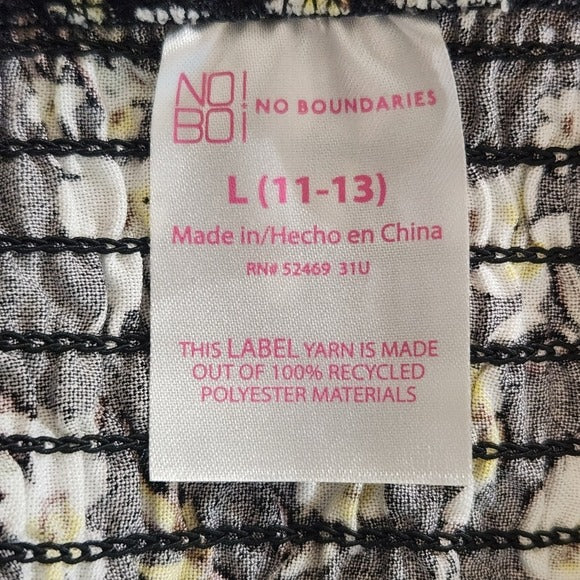 NO!
BO!
NO BOUNDARIES
L (11-13)
Made in/Hecho en China
RN# 52469 31U
THIS LABEL YARN IS MADE
OUT OF 100% RECYCLED
POLYESTER MATERIALS